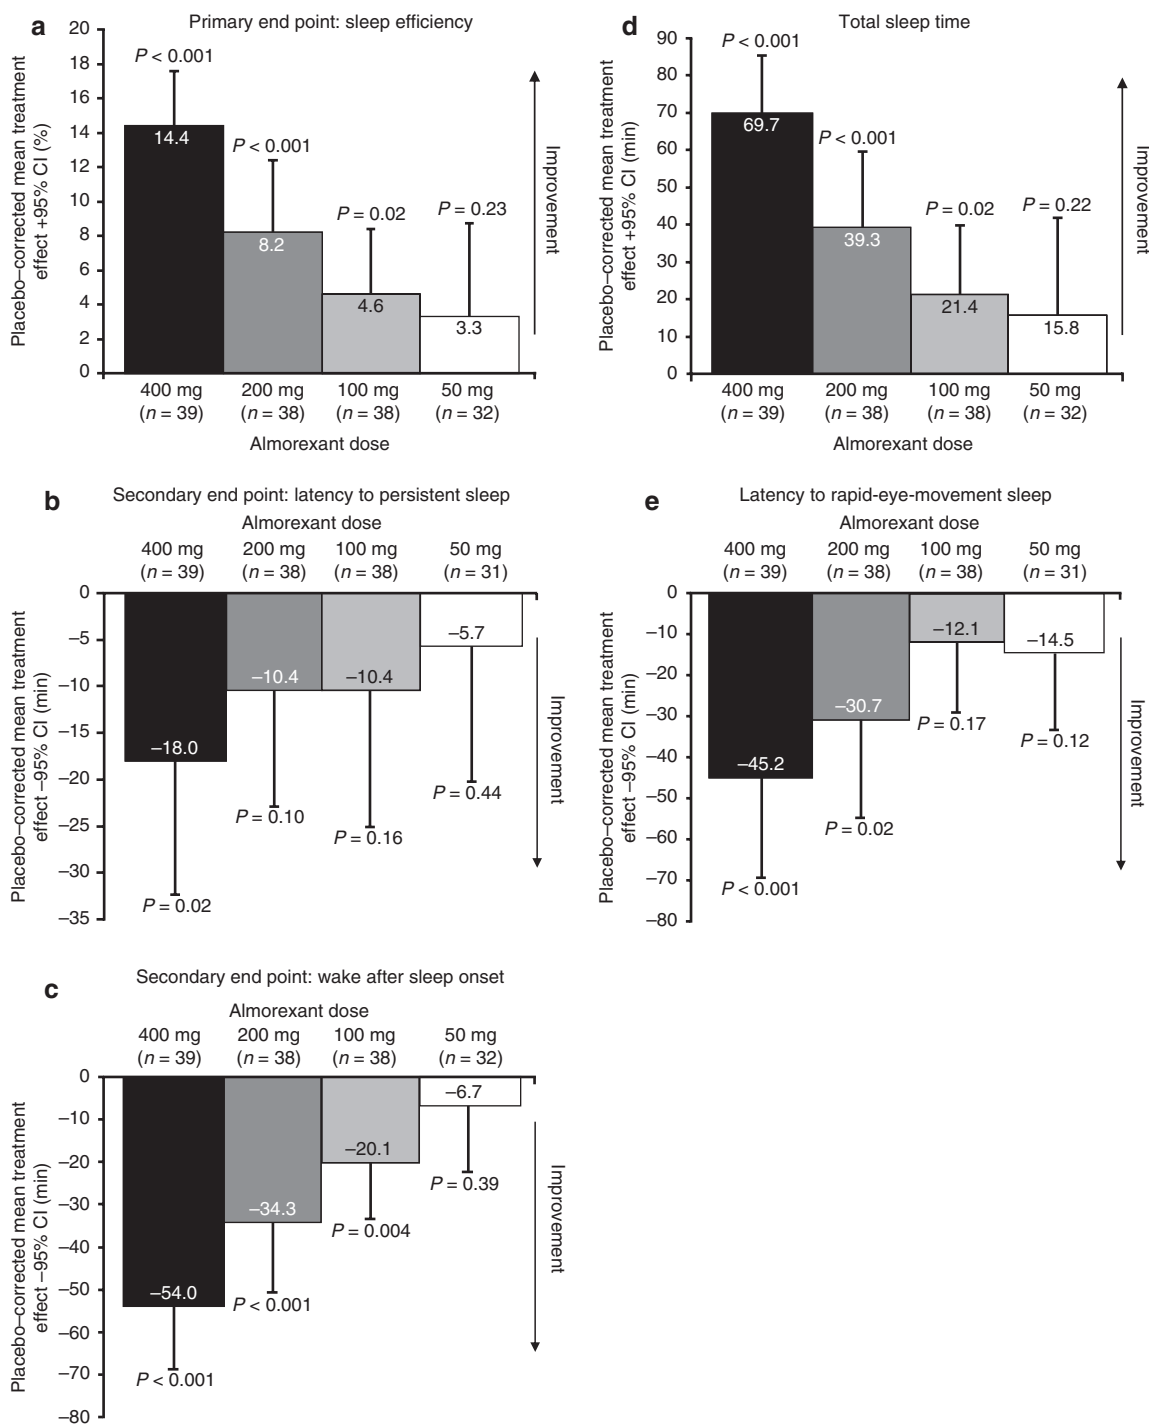 a
Primary end point: sleep efficiency
Placebo–corrected mean treatment
effect +95% CI (%)
20
18
16
14
12
10
8
6
4
2
0
P < 0.001
14.4
P < 0.001
8.2
P = 0.02
4.6
P = 0.23
3.3
Improvement
400 mg 200 mg 100 mg 50 mg
(n = 39) (n = 38) (n = 38) (n = 32)
Almorexant dose
d
Total sleep time
Placebo–corrected mean treatment
effect +95% CI (min)
90
80
70
60
50
40
30
20
10
0
P < 0.001
69.7
P < 0.001
39.3
P = 0.02
21.4
P = 0.22
15.8
Improvement
400 mg 200 mg 100 mg 50 mg
(n = 39) (n = 38) (n = 38) (n = 32)
Almorexant dose
b
Secondary end point: latency to persistent sleep
Almorexant dose
400 mg 200 mg 100 mg 50 mg
(n = 39) (n = 38) (n = 38) (n = 31)
Placebo–corrected mean treatment
effect –95% CI (min)
0
–5
–10
–15
–20
–25
–30
–35
–18.0
P = 0.02
–10.4
P = 0.10
–10.4
P = 0.16
–5.7
P = 0.44
Improvement
e
Latency to rapid-eye-movement sleep
Almorexant dose
400 mg 200 mg 100 mg 50 mg
(n = 39) (n = 38) (n = 38) (n = 31)
Placebo–corrected mean treatment
effect –95% CI (min)
0
–10
–20
–30
–40
–50
–60
–70
–80
–45.2
P < 0.001
–30.7
P = 0.02
–12.1
P = 0.17
–14.5
P = 0.12
Improvement
c
Secondary end point: wake after sleep onset
Almorexant dose
400 mg 200 mg 100 mg 50 mg
(n = 39) (n = 38) (n = 38) (n = 32)
Placebo–corrected mean treatment
effect –95% CI (min)
0
–10
–20
–30
–40
–50
–60
–70
–80
–54.0
P < 0.001
–34.3
P < 0.001
–20.1
P = 0.004
–6.7
P = 0.39
Improvement